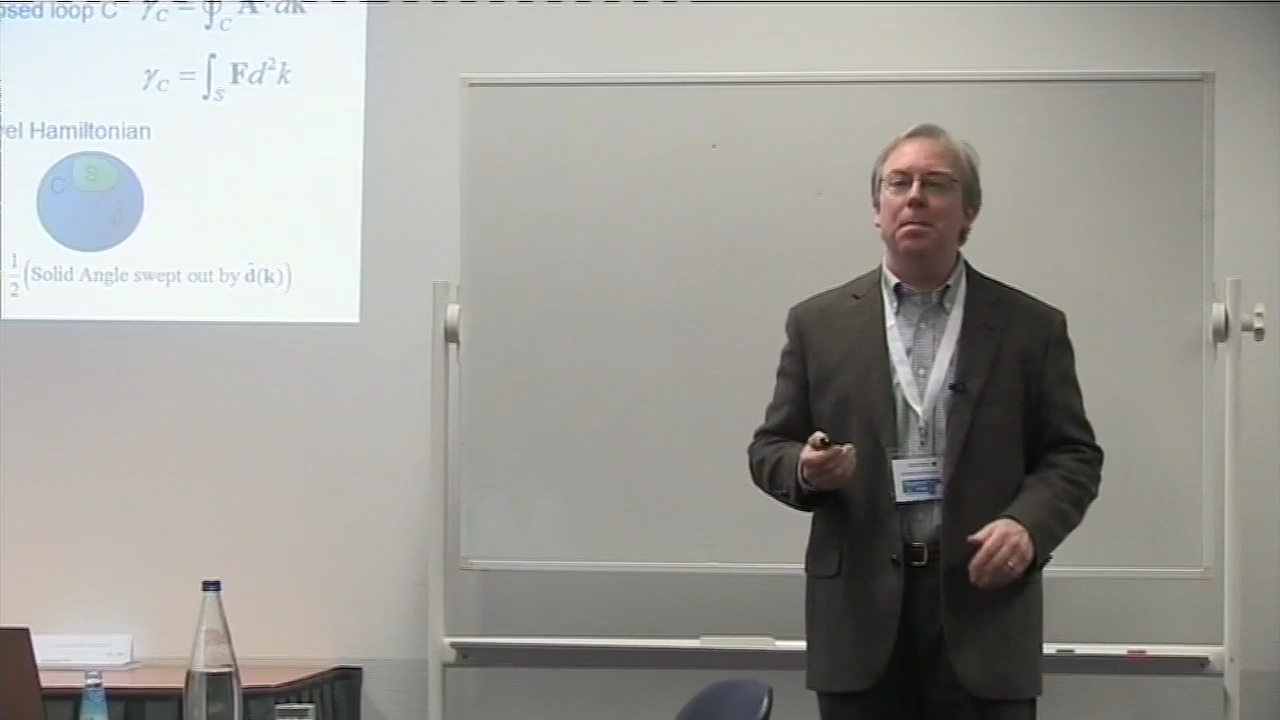 osed loop C γ_C = ∮_C A · dk
γ_C = ∫_S F d²k
vel Hamiltonian
C S d̂
½ (Solid Angle swept out by d̂(k))